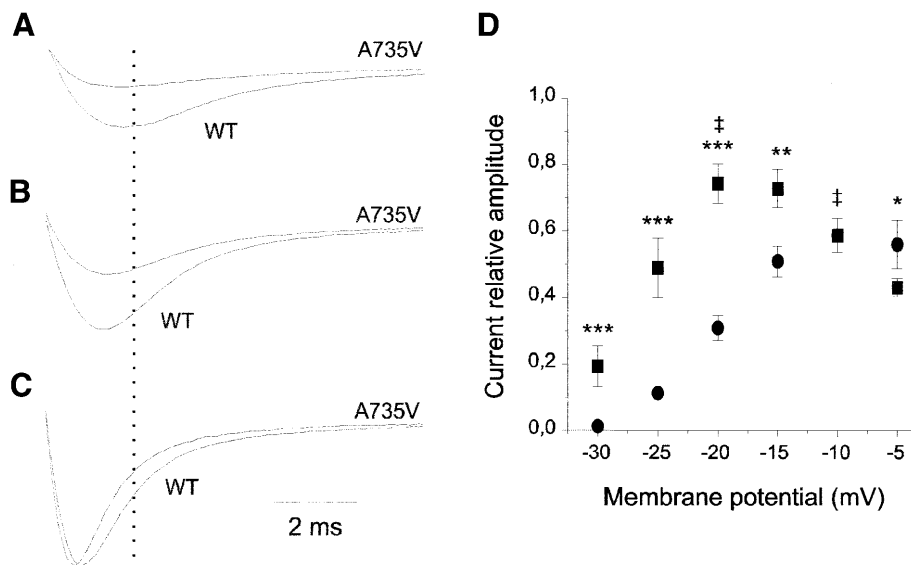 A
A735V
WT
B
A735V
WT
C
A735V
WT
2 ms
D
Current relative amplitude
1,0
0,8
0,6
0,4
0,2
0,0
***
***
‡
***
**
‡
*
-30 -25 -20 -15 -10 -5
Membrane potential (mV)